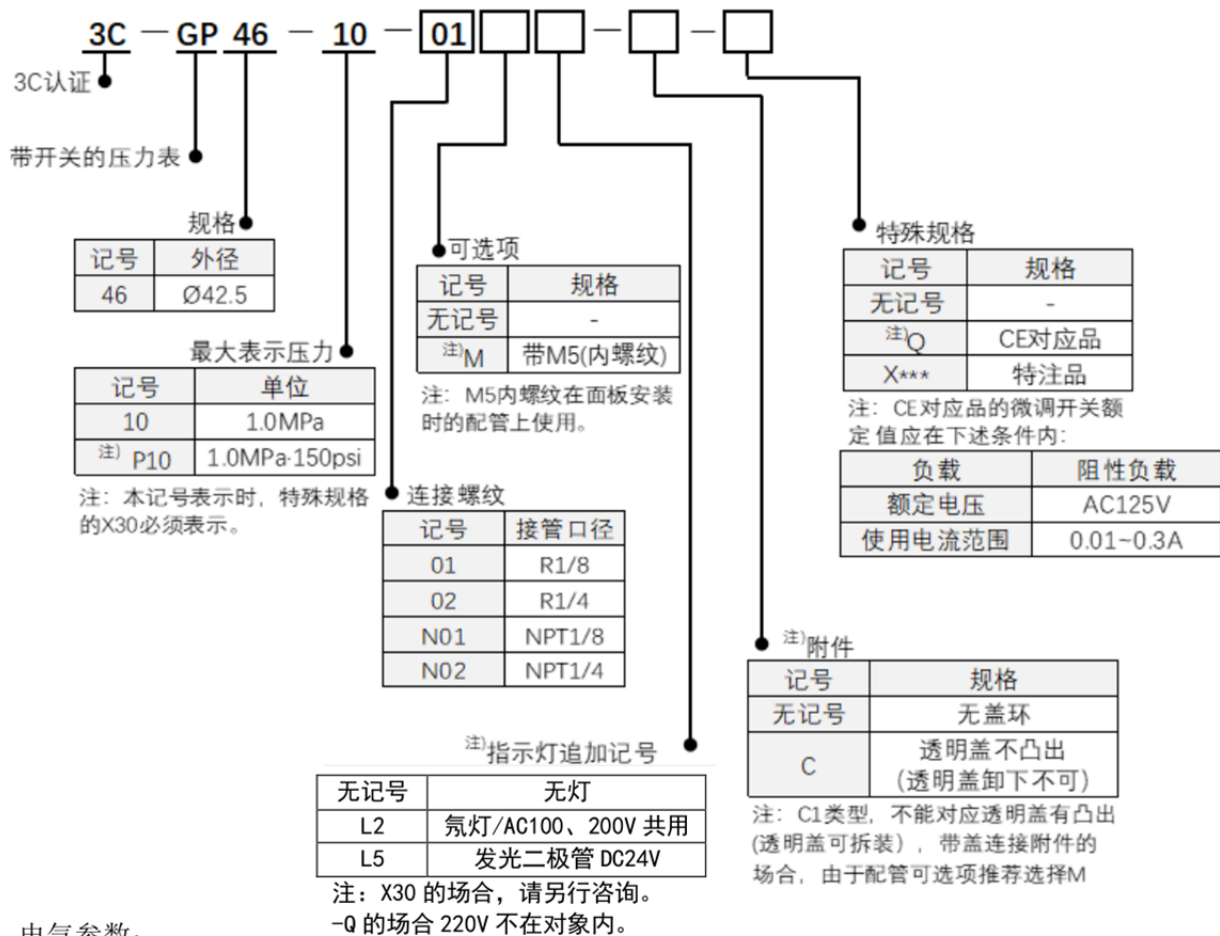 3C — GP 46 — 10 — 01 — —
3C认证
带开关的压力表
规格
记号 外径
46 Ø42.5
最大表示压力
记号 单位
10 1.0MPa
注) P10 1.0MPa·150psi
注：本记号表示时，特殊规格
的X30必须表示。
连接螺纹
记号 接管口径
01 R1/8
02 R1/4
N01 NPT1/8
N02 NPT1/4
可选项
记号 规格
无记号 -
注)M 带M5(内螺纹)
注：M5内螺纹在面板安装
时的配管上使用。
注)指示灯追加记号
无记号 无灯
L2 氖灯/AC100、200V 共用
L5 发光二极管 DC24V
注：X30 的场合，请另行咨询。
-Q 的场合 220V 不在对象内。
特殊规格
记号 规格
无记号 -
注)Q CE对应品
X*** 特注品
注：CE对应品的微调开关额
定值应在下述条件内：
负载 阻性负载
额定电压 AC125V
使用电流范围 0.01~0.3A
注)附件
记号 规格
无记号 无盖环
C 透明盖不凸出
(透明盖卸下不可)
注：C1类型，不能对应透明盖有凸出
(透明盖可拆装），带盖连接附件的
场合，由于配管可选项推荐选择M
电气参数：